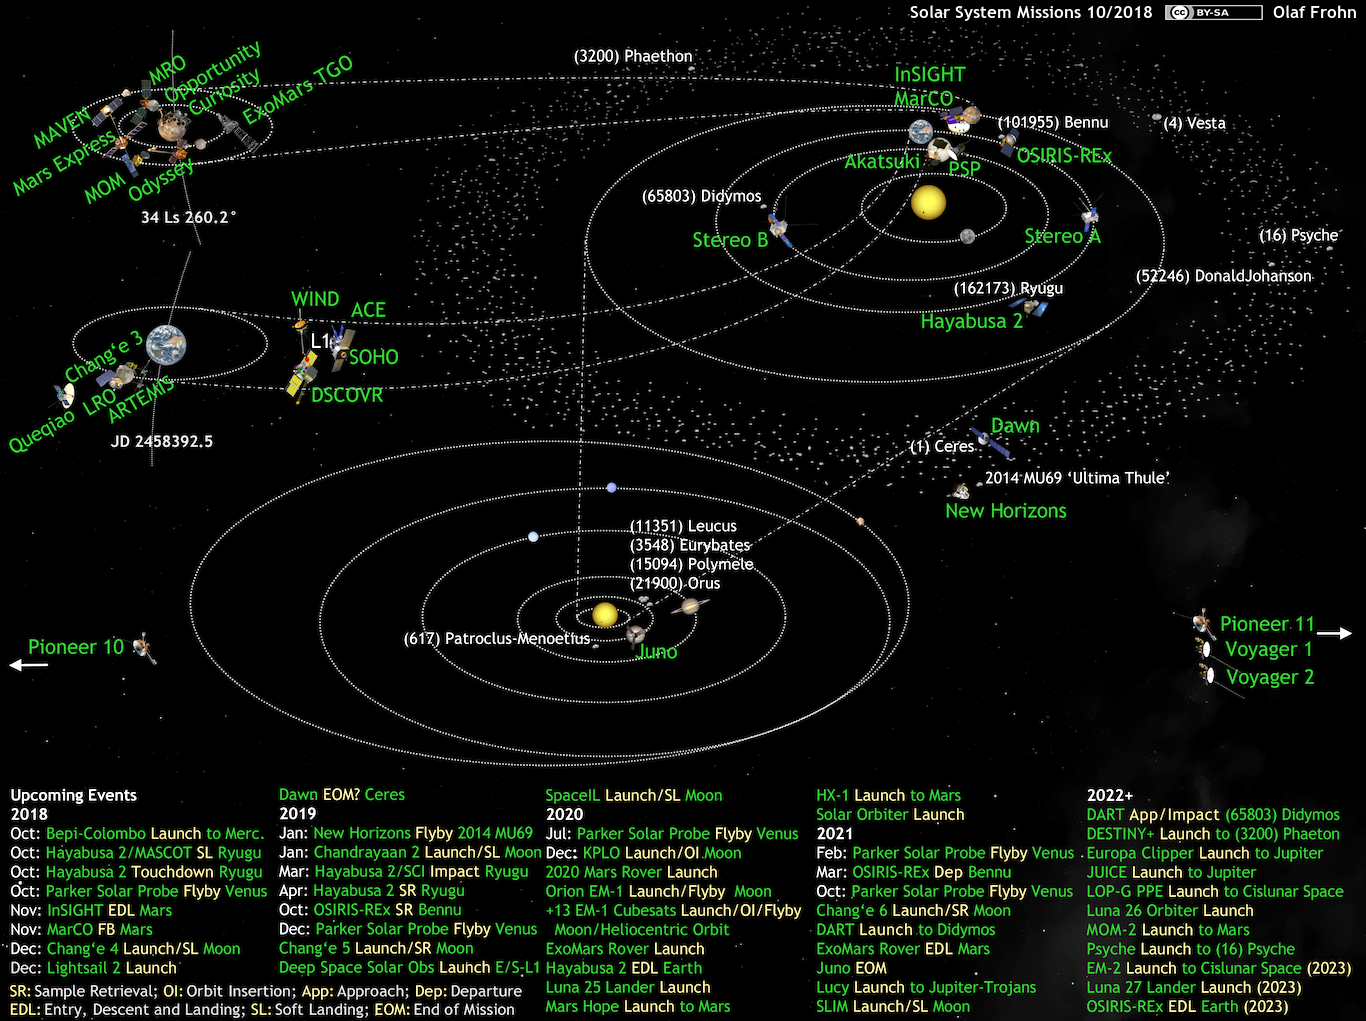 Solar System Missions 10/2018 cc BY-SA Olaf Frohn
(3200) Phaethon
MRO
Opportunity
Curiosity
ExoMars TGO
MAVEN
Mars Express
MOM
Odyssey
34 Ls 260.2°
InSIGHT
MarCO
(101955) Bennu
OSIRIS-REx
(4) Vesta
Akatsuki
PSP
(65803) Didymos
Stereo B
Stereo A
(16) Psyche
(52246) DonaldJohanson
(162173) Ryugu
Hayabusa 2
WIND
ACE
L1
SOHO
DSCOVR
Chang‘e 3
Queqiao
LRO
ARTEMIS
JD 2458392.5
Dawn
(1) Ceres
2014 MU69 ‘Ultima Thule’
New Horizons
(11351) Leucus
(3548) Eurybates
(15094) Polymele
(21900) Orus
(617) Patroclus-Menoetius
Juno
Pioneer 10
Pioneer 11
Voyager 1
Voyager 2
Upcoming Events
2018
Oct: Bepi-Colombo Launch to Merc.
Oct: Hayabusa 2/MASCOT SL Ryugu
Oct: Hayabusa 2 Touchdown Ryugu
Oct: Parker Solar Probe Flyby Venus
Nov: InSIGHT EDL Mars
Nov: MarCO FB Mars
Dec: Chang‘e 4 Launch/SL Moon
Dec: Lightsail 2 Launch
Dawn EOM? Ceres
2019
Jan: New Horizons Flyby 2014 MU69
Jan: Chandrayaan 2 Launch/SL Moon
Mar: Hayabusa 2/SCI Impact Ryugu
Apr: Hayabusa 2 SR Ryugu
Oct: OSIRIS-REx SR Bennu
Dec: Parker Solar Probe Flyby Venus
Chang‘e 5 Launch/SR Moon
Deep Space Solar Obs Launch E/S-L1
SpaceIL Launch/SL Moon
2020
Jul: Parker Solar Probe Flyby Venus
Dec: KPLO Launch/OI Moon
2020 Mars Rover Launch
Orion EM-1 Launch/Flyby Moon
+13 EM-1 Cubesats Launch/OI/Flyby
Moon/Heliocentric Orbit
ExoMars Rover Launch
Hayabusa 2 EDL Earth
Luna 25 Lander Launch
Mars Hope Launch to Mars
HX-1 Launch to Mars
Solar Orbiter Launch
2021
Feb: Parker Solar Probe Flyby Venus
Mar: OSIRIS-REx Dep Bennu
Oct: Parker Solar Probe Flyby Venus
Chang‘e 6 Launch/SR Moon
DART Launch to Didymos
ExoMars Rover EDL Mars
Juno EOM
Lucy Launch to Jupiter-Trojans
SLIM Launch/SL Moon
2022+
DART App/Impact (65803) Didymos
DESTINY+ Launch to (3200) Phaeton
Europa Clipper Launch to Jupiter
JUICE Launch to Jupiter
LOP-G PPE Launch to Cislunar Space
Luna 26 Orbiter Launch
MOM-2 Launch to Mars
Psyche Launch to (16) Psyche
EM-2 Launch to Cislunar Space (2023)
Luna 27 Lander Launch (2023)
OSIRIS-REx EDL Earth (2023)
SR: Sample Retrieval; OI: Orbit Insertion; App: Approach; Dep: Departure
EDL: Entry, Descent and Landing; SL: Soft Landing; EOM: End of Mission